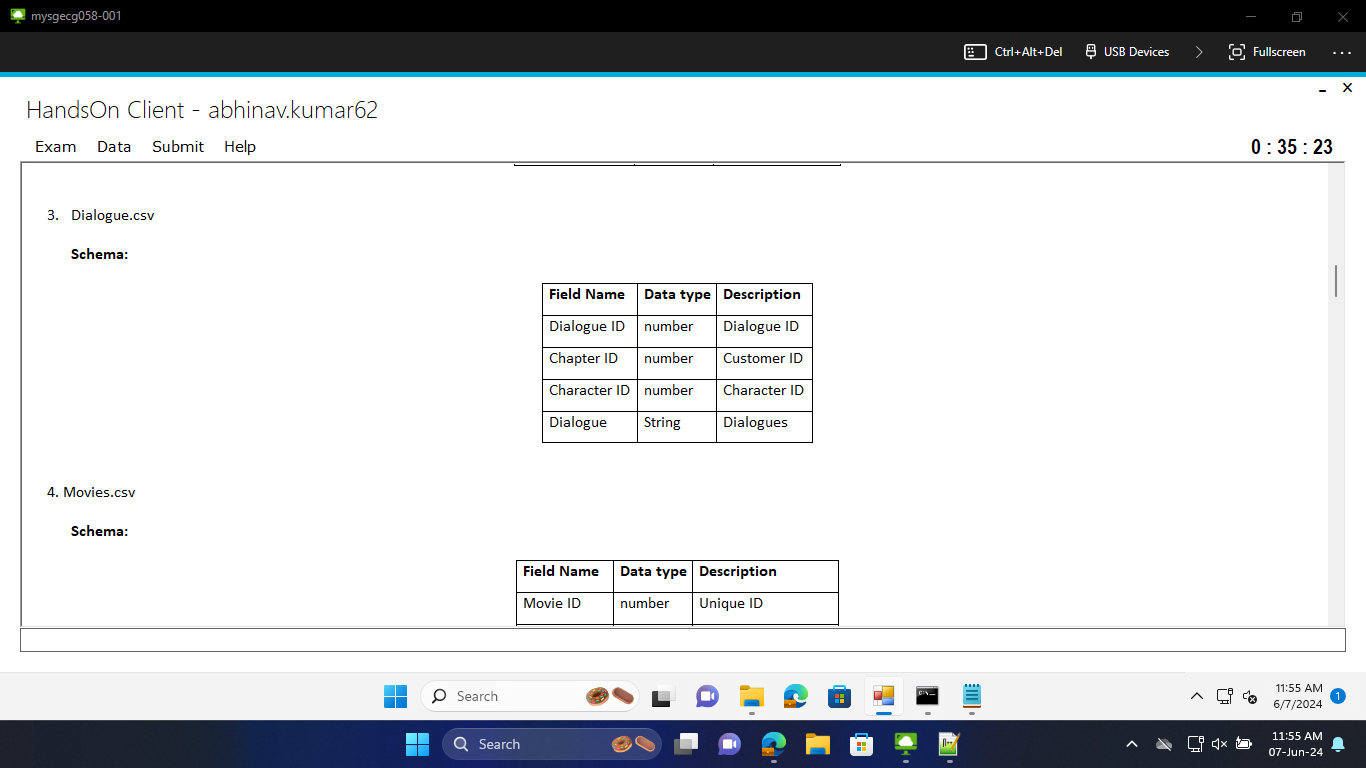 mysgecg058-001
Ctrl+Alt+Del USB Devices Fullscreen
HandsOn Client - abhinav.kumar62
Exam Data Submit Help 0 : 35 : 23
3. Dialogue.csv
Schema:
Field Name Data type Description
Dialogue ID number Dialogue ID
Chapter ID number Customer ID
Character ID number Character ID
Dialogue String Dialogues
4. Movies.csv
Schema:
Field Name Data type Description
Movie ID number Unique ID
Search
11:55 AM
6/7/2024
1
Search
11:55 AM
07-Jun-24